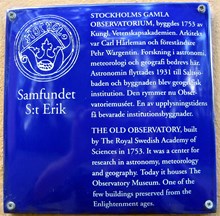 STOCKHOLMS GAMLA
OBSERVATORIUM, byggdes 1753 av
Kungl. Vetenskapsakademien. Arkitekt
var Carl Hårleman och föreståndare
Pehr Wargentin. Forskning i astronomi,
meteorologi och geografi bedrevs här.
Astronomin flyttades 1931 till Saltsjö-
baden och byggnaden blev geografisk
institution. Den rymmer nu Obser-
vatoriemuséet. En av upplysningstidens
få bevarade institutionsbyggnader.
THE OLD OBSERVATORY, built
by The Royal Swedish Academy of
Sciences in 1753. It was a center for
research in astronomy, meteorology
and geography. Today it houses The
Observatory Museum. One of the
few buildings preserved from the
Enlightenment ages.
Samfundet
S:t Erik